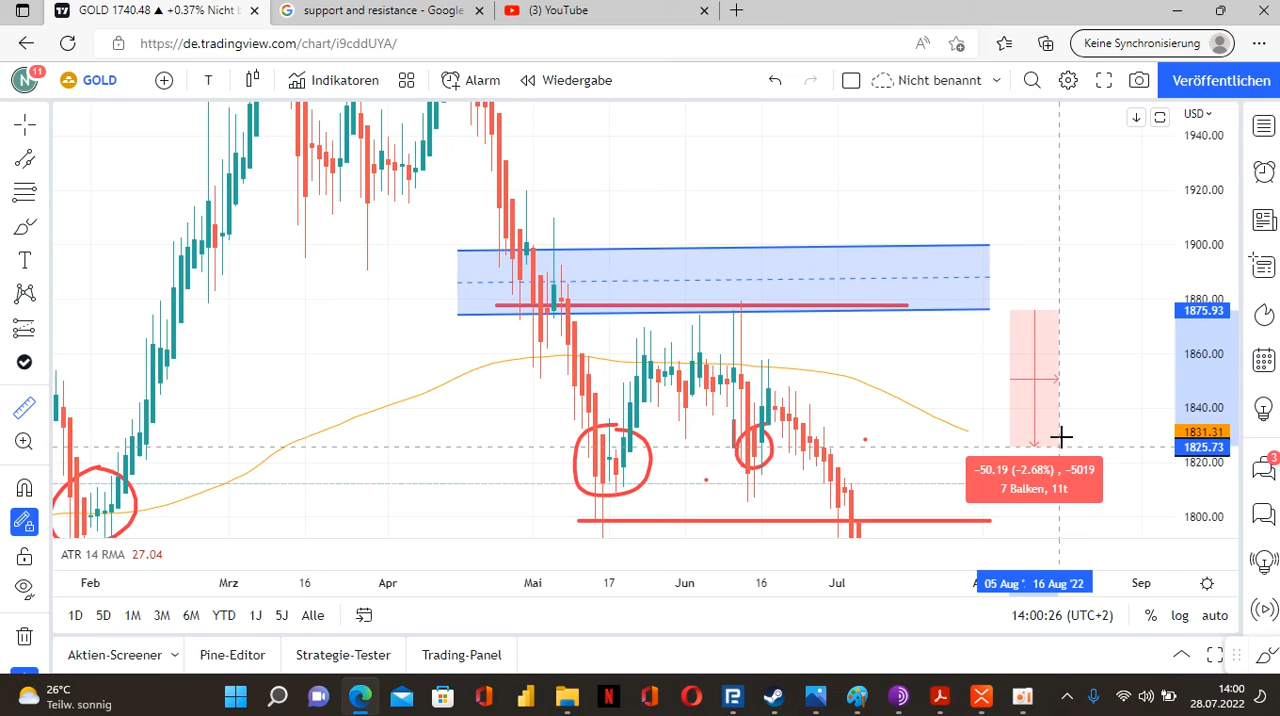 GOLD 1740.48 ▲ +0.37% Nicht b
support and resistance - Google
(3) YouTube
https://de.tradingview.com/chart/i9cddUYA/
Keine Synchronisierung
N
11
GOLD
T
Indikatoren
Alarm
Wiedergabe
Nicht benannt
Veröffentlichen
USD
1940.00
1920.00
1900.00
1880.00
1875.93
1860.00
1840.00
1831.31
1825.73
1820.00
1800.00
−50.19 (−2.68%) , −5019
7 Balken, 11t
3
ATR 14 RMA 27.04
Feb
Mrz
16
Apr
Mai
17
Jun
16
Jul
05 Aug '
16 Aug '22
Sep
1D 5D 1M 3M 6M YTD 1J 5J Alle
14:00:26 (UTC+2)
% log auto
Aktien-Screener
Pine-Editor
Strategie-Tester
Trading-Panel
26°C
Teilw. sonnig
14:00
28.07.2022